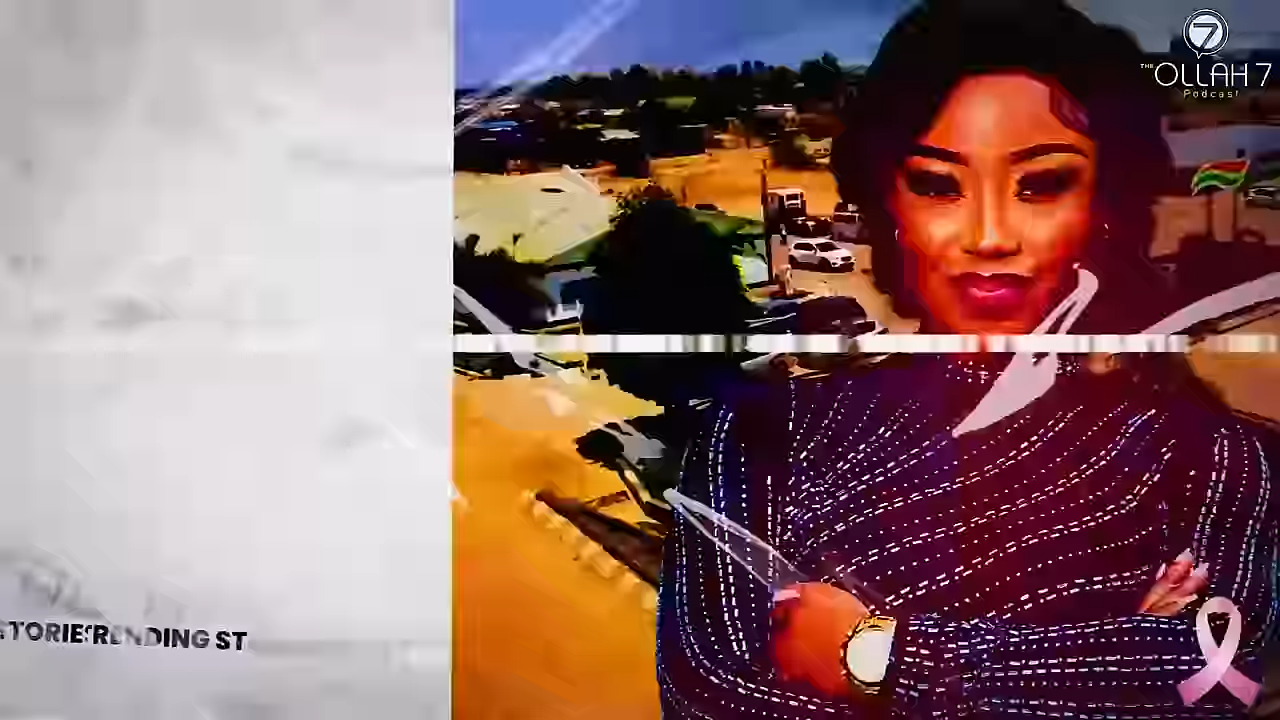 7
THE OLLAH 7
Podcast
STORIE
TRENDING ST